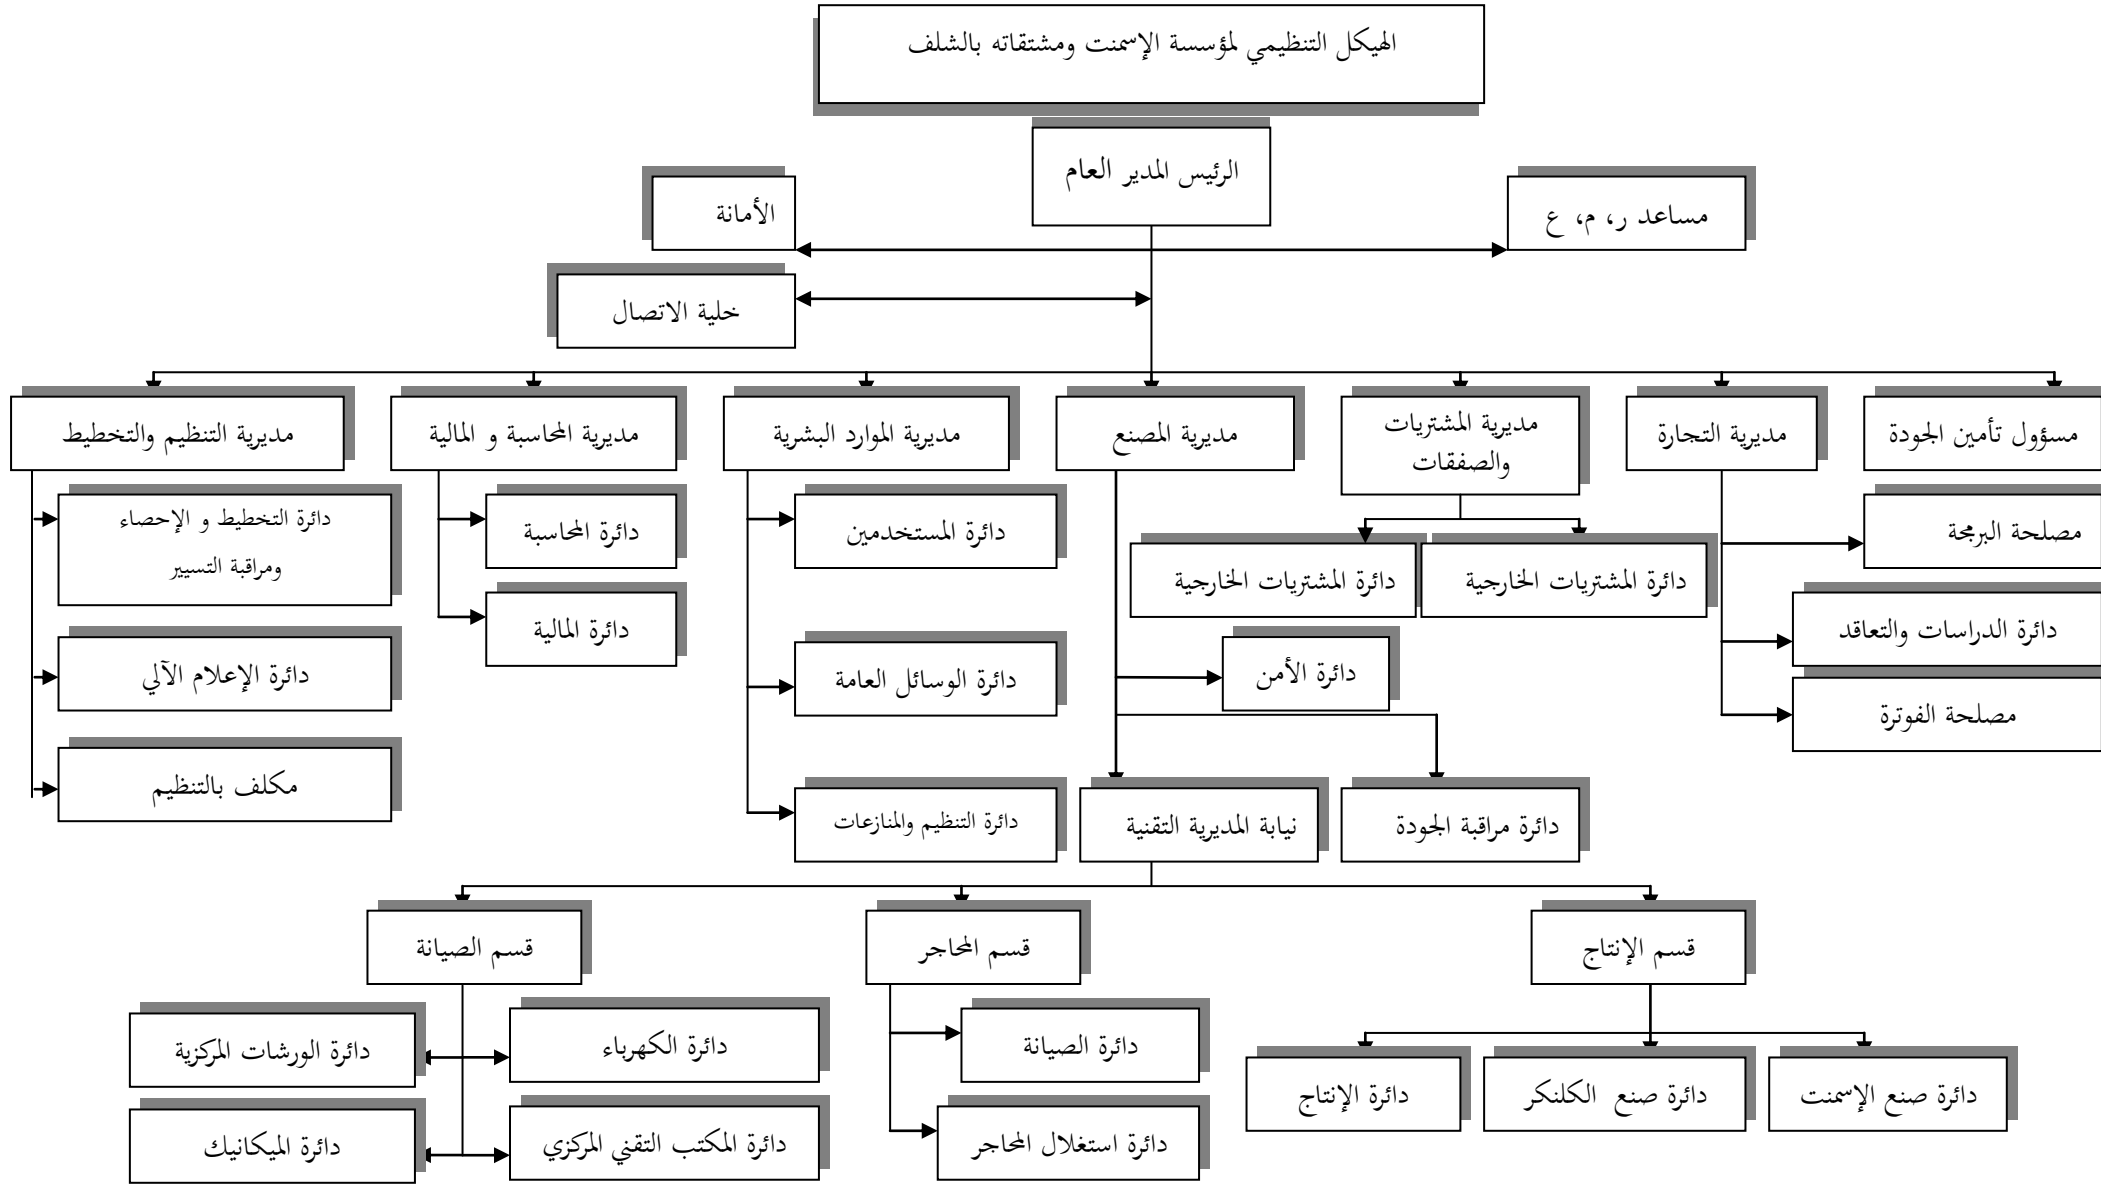 الهيكل التنظيمي لمؤسسة الإسمنت ومشتقاته بالشلف
الرئيس المدير العام
مساعد ر، م، ع
الأمانة
خلية الاتصال
مسؤول تأمين الجودة
مديرية التجارة
مديرية المشتريات
والصفقات
مديرية المصنع
مديرية الموارد البشرية
مديرية المحاسبة و المالية
مديرية التنظيم والتخطيط
مصلحة البرمجة
دائرة الدراسات والتعاقد
مصلحة الفوترة
دائرة المشتريات الخارجية
دائرة المشتريات الخارجية
دائرة الأمن
دائرة مراقبة الجودة
نيابة المديرية التقنية
دائرة المستخدمين
دائرة الوسائل العامة
دائرة التنظيم والمنازعات
دائرة المحاسبة
دائرة المالية
دائرة التخطيط و الإحصاء
ومراقبة التسيير
دائرة الإعلام الآلي
مكلف بالتنظيم
قسم الإنتاج
قسم المحاجر
قسم الصيانة
دائرة صنع الإسمنت
دائرة صنع الكلنكر
دائرة الإنتاج
دائرة الصيانة
دائرة استغلال المحاجر
دائرة الكهرباء
دائرة الورشات المركزية
دائرة المكتب التقني المركزي
دائرة الميكانيك